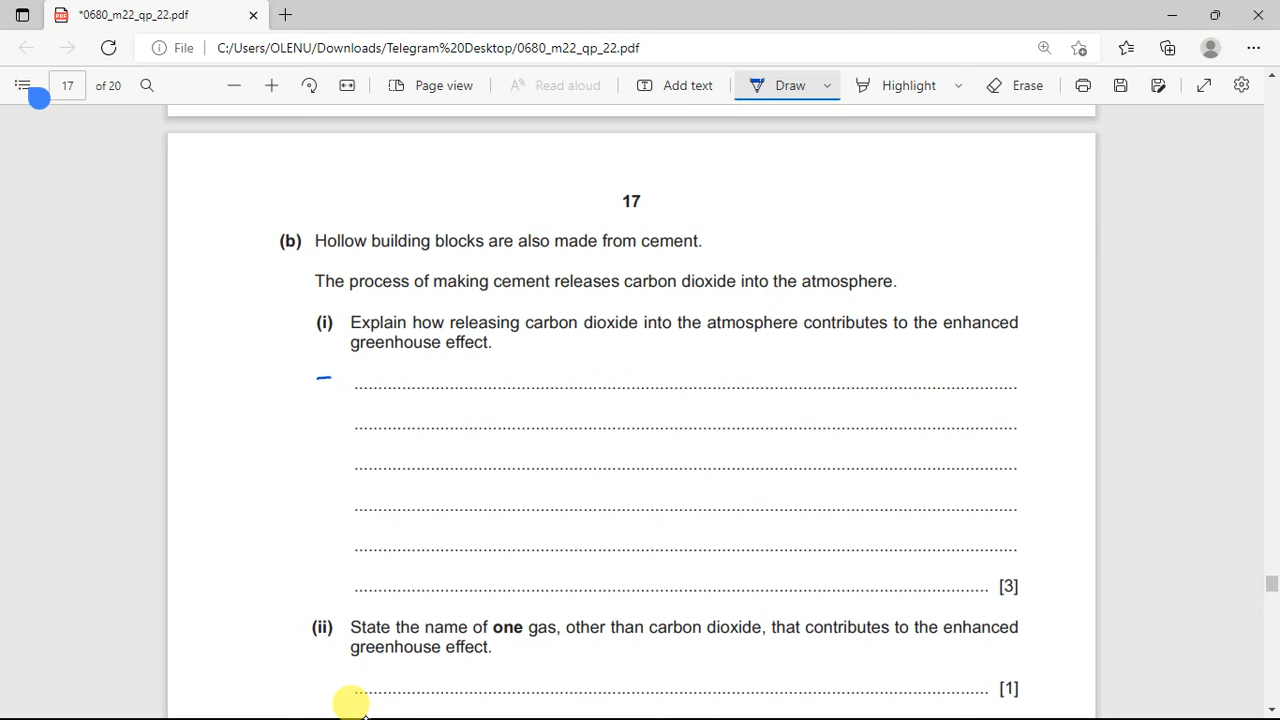 *0680_m22_qp_22.pdf
File C:/Users/OLENU/Downloads/Telegram%20Desktop/0680_m22_qp_22.pdf
17 of 20 Page view Read aloud Add text Draw Highlight Erase
17
(b) Hollow building blocks are also made from cement.
The process of making cement releases carbon dioxide into the atmosphere.
(i) Explain how releasing carbon dioxide into the atmosphere contributes to the enhanced
greenhouse effect.
[3]
(ii) State the name of one gas, other than carbon dioxide, that contributes to the enhanced
greenhouse effect.
[1]